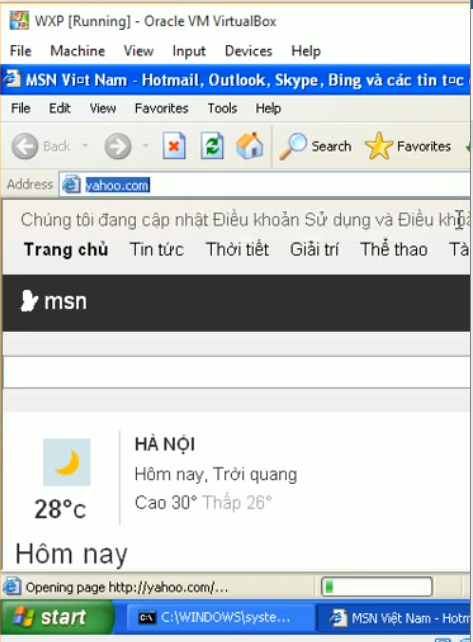 WXP [Running] - Oracle VM VirtualBox
File Machine View Input Devices Help
MSN Vi¤t Nam - Hotmail, Outlook, Skype, Bing và các tin t¤c
File Edit View Favorites Tools Help
Back Search Favorites
Address yahoo.com
Chúng tôi đang cập nhật Điều khoản Sử dụng và Điều
Trang chủ Tin tức Thời tiết Giải trí Thể thao Tà
msn
HÀ NỘI
Hôm nay, Trời quang
28°C
Cao 30° Thấp 26°
Hôm nay
Opening page http://yahoo.com/...
start C:\WINDOWS\syste... MSN Việt Nam - Hotm